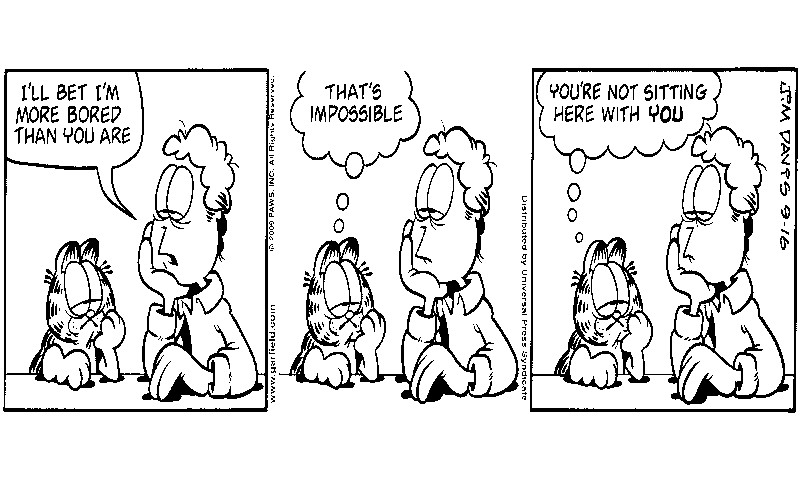 I'LL BET I'M
MORE BORED
THAN YOU ARE
© 2009 PAWS, INC. All Rights Reserved.
www.garfield.com
THAT'S
IMPOSSIBLE
Distributed by Universal Press Syndicate
YOU'RE NOT SITTING
HERE WITH YOU
JIM DAVIS 9-16